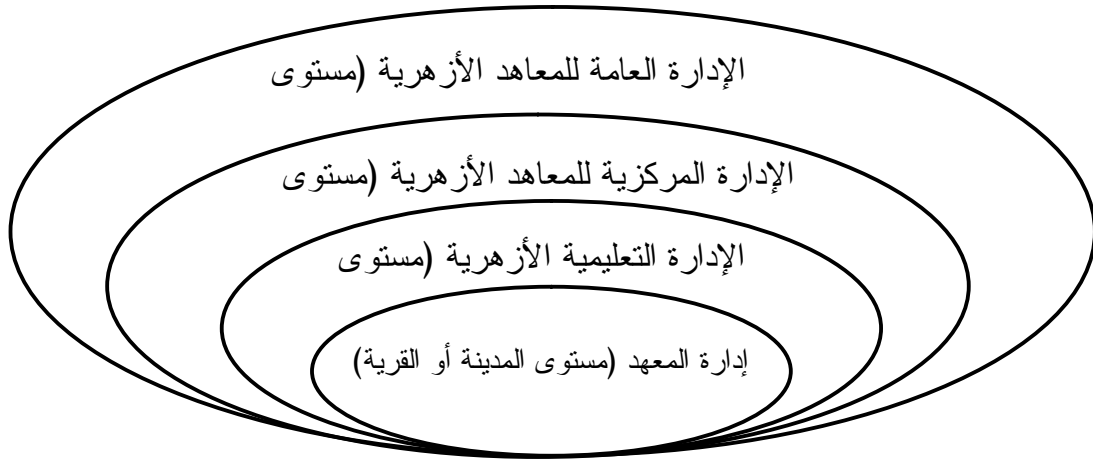 الإدارة العامة للمعاهد الأزهرية (مستوى
الإدارة المركزية للمعاهد الأزهرية (مستوى
الإدارة التعليمية الأزهرية (مستوى
إدارة المعهد (مستوى المدينة أو القرية)